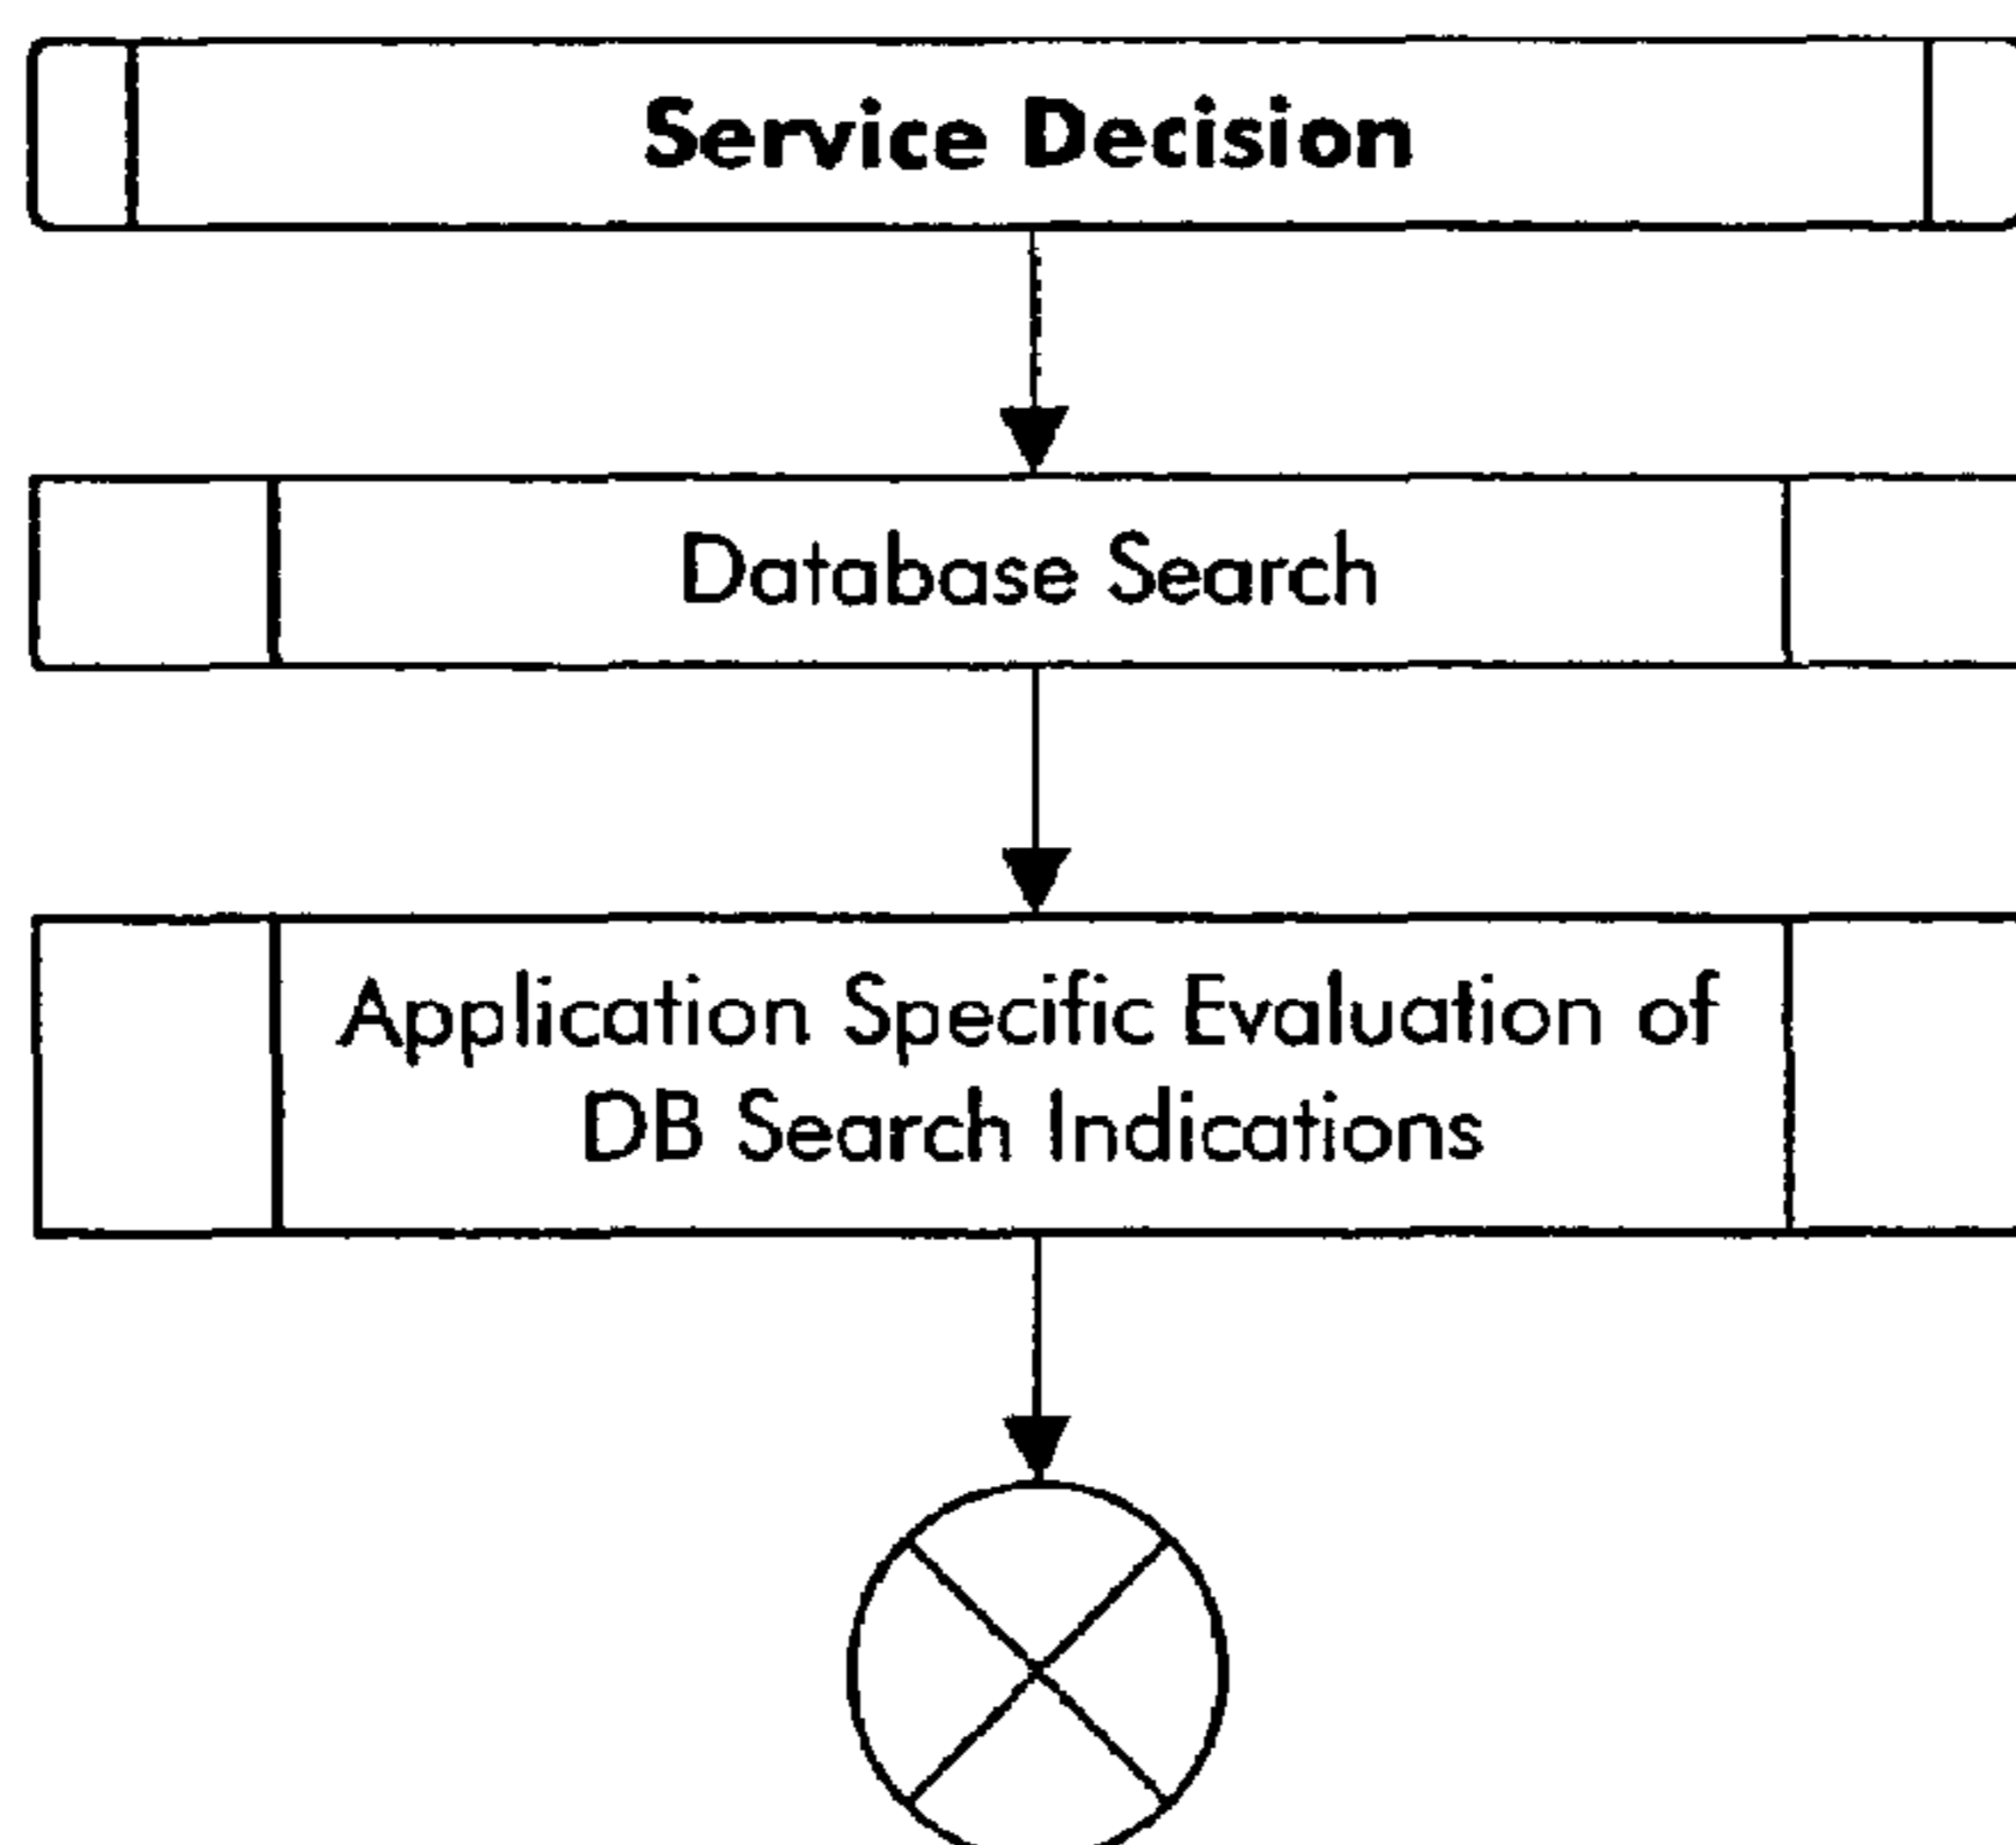 Service Decision
Database Search
Application Specific Evaluation of
DB Search Indications